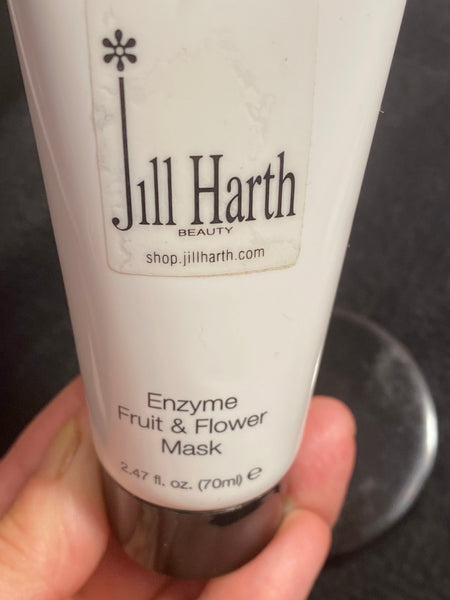 Jill Harth
BEAUTY
shop.jillharth.com
Enzyme
Fruit & Flower
Mask
2.47 fl. oz. (70ml) ℮